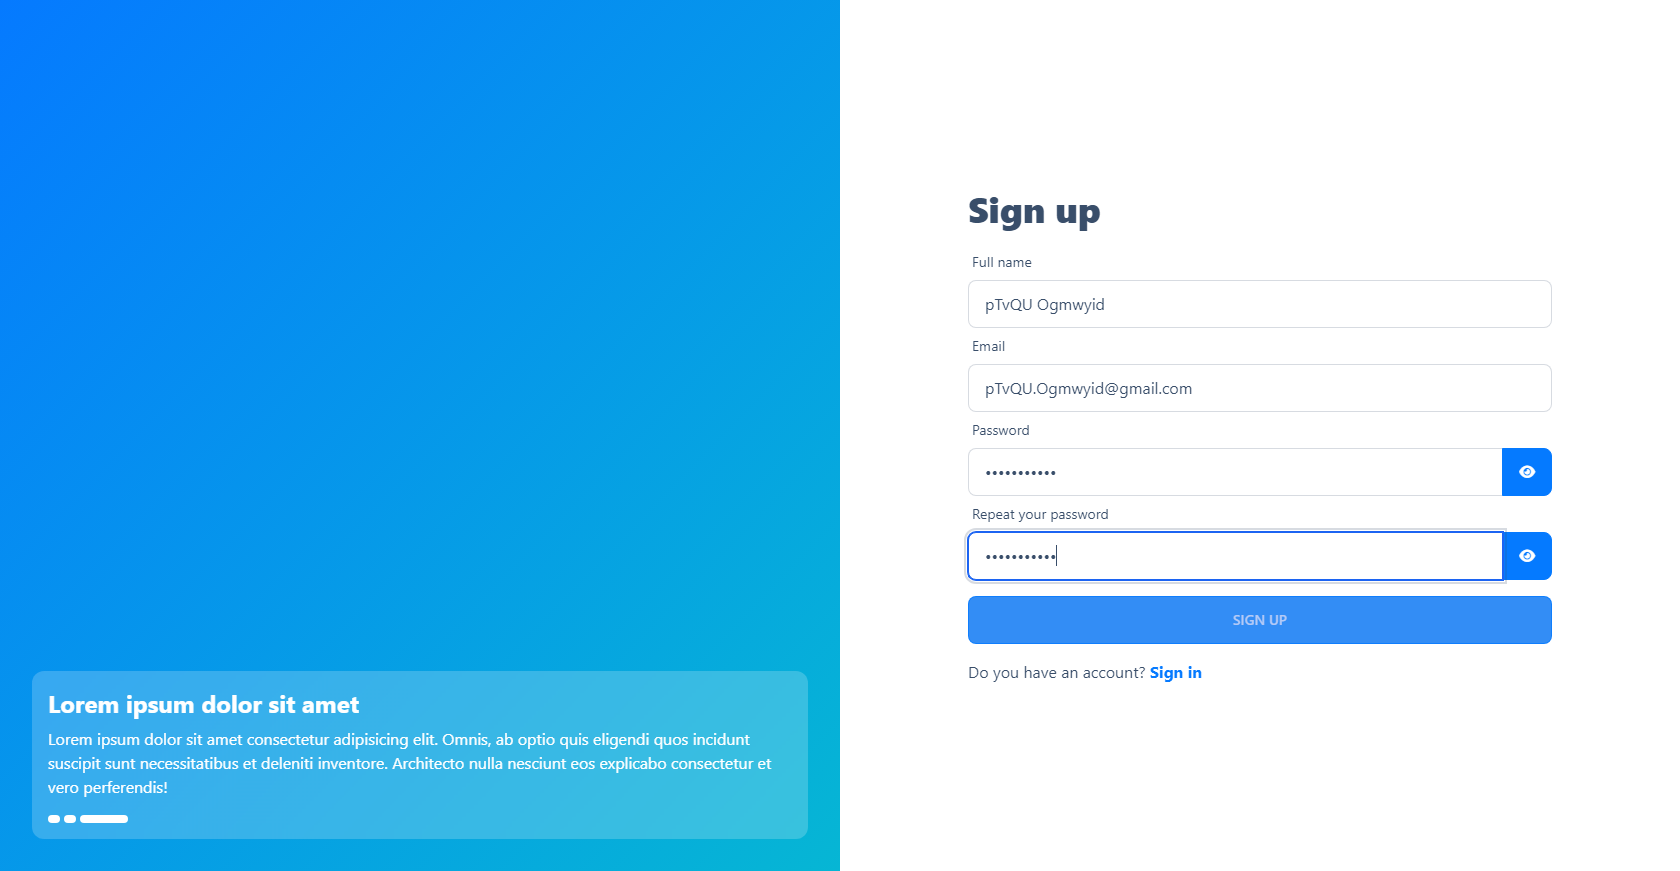 Sign up
Full name
pTvQU Ogmwyid
Email
pTvQU.Ogmwyid@gmail.com
Password
•••••••••••
Repeat your password
•••••••••••
SIGN UP
Do you have an account? Sign in
Lorem ipsum dolor sit amet
Lorem ipsum dolor sit amet consectetur adipisicing elit. Omnis, ab optio quis eligendi quos incidunt
suscipit sunt necessitatibus et deleniti inventore. Architecto nulla nesciunt eos explicabo consectetur et
vero perferendis!